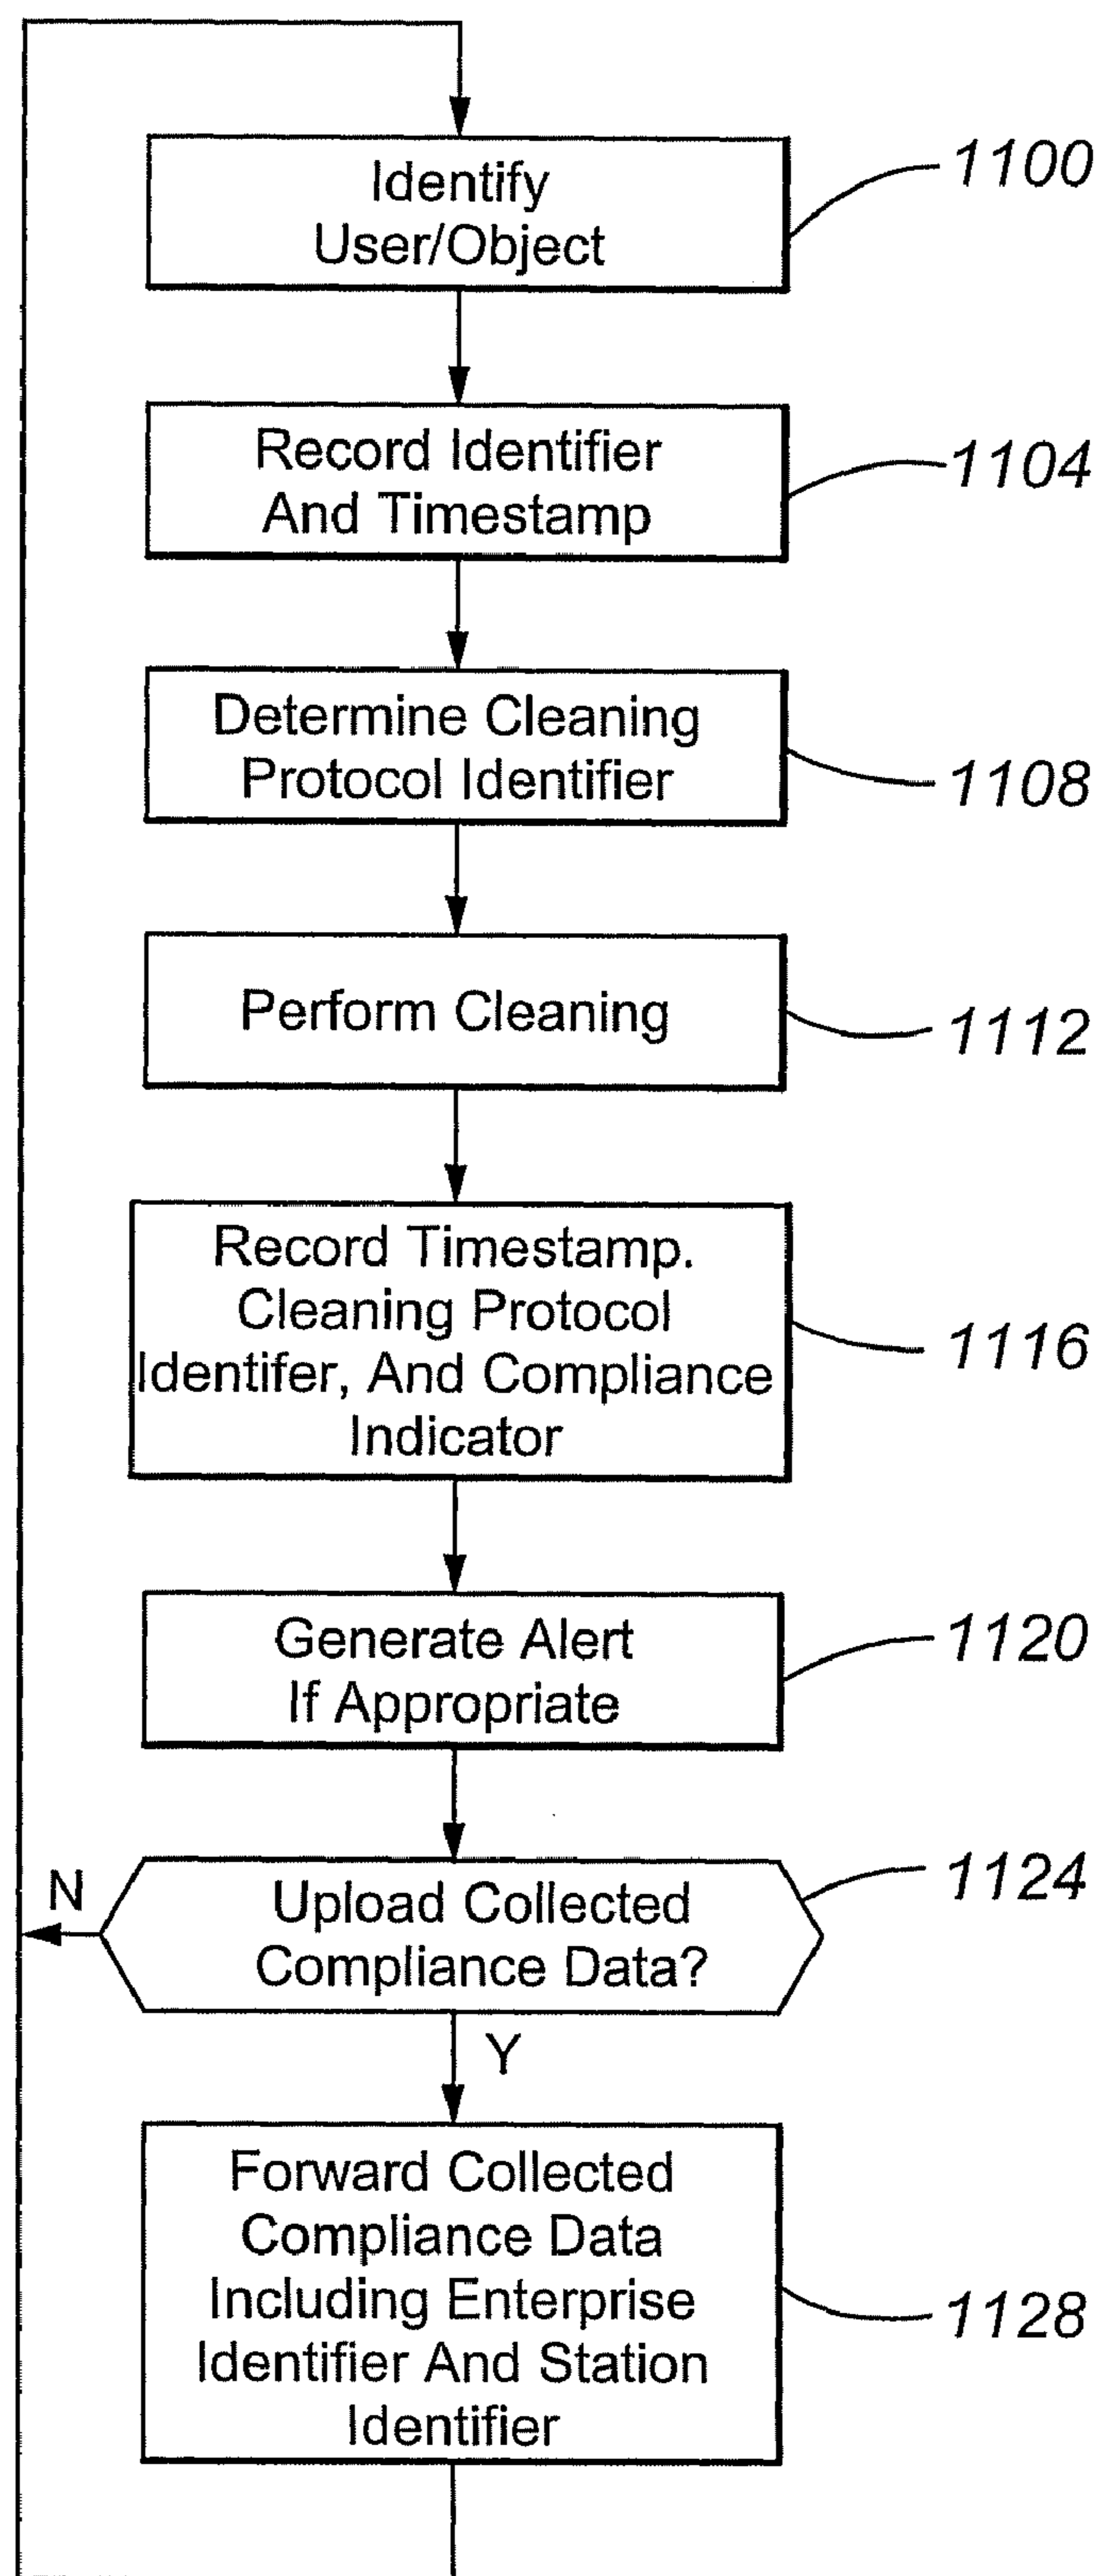 Identify
User/Object
1100
Record Identifier
And Timestamp
1104
Determine Cleaning
Protocol Identifier
1108
Perform Cleaning
1112
Record Timestamp.
Cleaning Protocol
Identifer, And Compliance
Indicator
1116
Generate Alert
If Appropriate
1120
Upload Collected
Compliance Data?
1124
N
Y
Forward Collected
Compliance Data
Including Enterprise
Identifier And Station
Identifier
1128